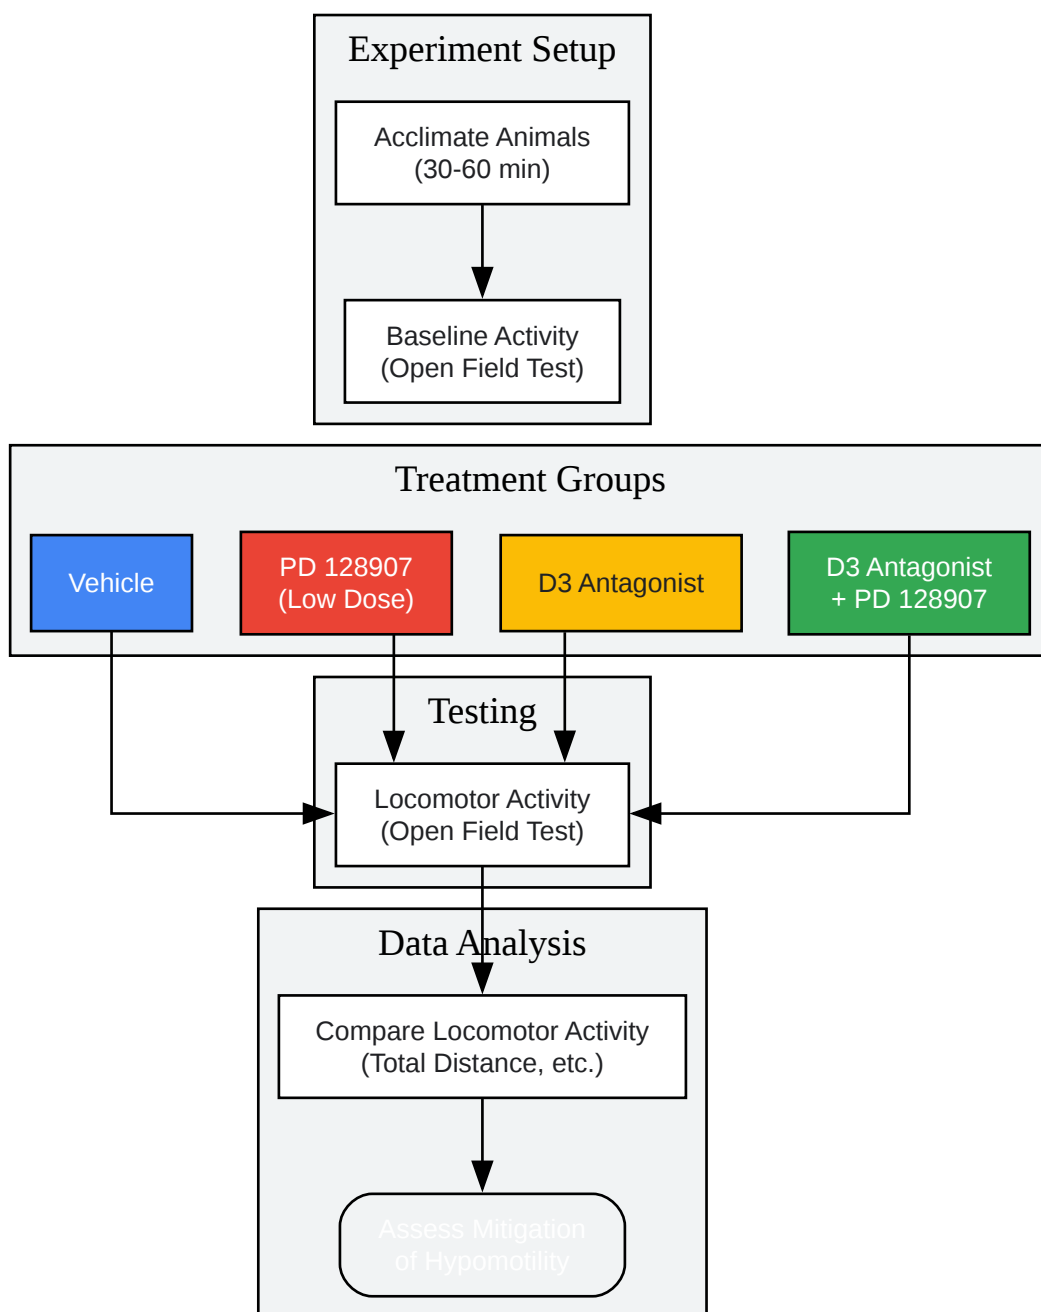 Experiment Setup
Acclimate Animals
(30-60 min)
Baseline Activity
(Open Field Test)
Treatment Groups
Vehicle
PD 128907
(Low Dose)
D3 Antagonist
D3 Antagonist
+ PD 128907
Testing
Locomotor Activity
(Open Field Test)
Data Analysis
Compare Locomotor Activity
(Total Distance, etc.)
Assess Mitigation
of Hypomotility